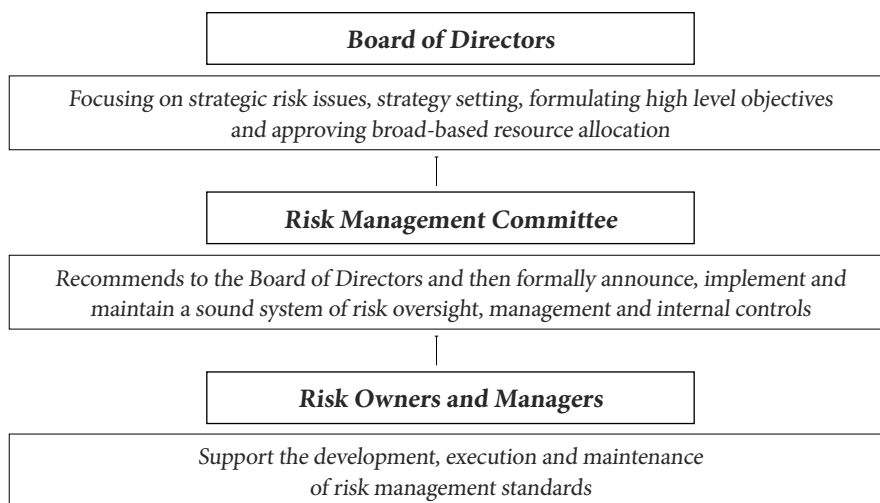 Board of Directors
Focusing on strategic risk issues, strategy setting, formulating high level objectives
and approving broad-based resource allocation
Risk Management Committee
Recommends to the Board of Directors and then formally announce, implement and
maintain a sound system of risk oversight, management and internal controls
Risk Owners and Managers
Support the development, execution and maintenance
of risk management standards